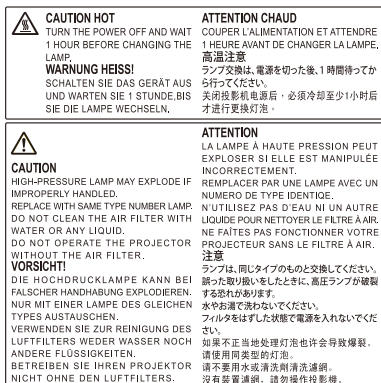 CAUTION HOT
TURN THE POWER OFF AND WAIT
1 HOUR BEFORE CHANGING THE
LAMP.
WARNUNG HEISS!
SCHALTEN SIE DAS GERÄT AUS
UND WARTEN SIE 1 STUNDE,BIS
SIE DIE LAMPE WECHSELN.
ATTENTION CHAUD
COUPER L'ALIMENTATION ET ATTENDRE
1 HEURE AVANT DE CHANGER LA LAMPE.
高温注意
ランプ交換は、電源を切った後、1時間待ってか
ら行ってください。
关闭投影机电源后，必须冷却至少1小时后
才进行更换灯泡。
CAUTION
HIGH-PRESSURE LAMP MAY EXPLODE IF
IMPROPERLY HANDLED.
REPLACE WITH SAME TYPE NUMBER LAMP.
DO NOT CLEAN THE AIR FILTER WITH
WATER OR ANY LIQUID.
DO NOT OPERATE THE PROJECTOR
WITHOUT THE AIR FILTER.
VORSICHT!
DIE HOCHDRUCKLAMPE KANN BEI
FALSCHER HANDHABUNG EXPLODIEREN.
NUR MIT EINER LAMPE DES GLEICHEN
TYPES AUSTAUSCHEN.
VERWENDEN SIE ZUR REINIGUNG DES
LUFTFILTERS WEDER WASSER NOCH
ANDERE FLÜSSIGKEITEN.
BETREIBEN SIE IHREN PROJEKTOR
NICHT OHNE DEN LUFTFILTERS.
ATTENTION
LA LAMPE À HAUTE PRESSION PEUT
EXPLOSER SI ELLE EST MANIPULÉE
INCORRECTEMENT.
REMPLACER PAR UNE LAMPE AVEC UN
NUMERO DE TYPE IDENTIQE.
N'UTILISEZ PAS D'EAU NI UN AUTRE
LIQUIDE POUR NETTOYER LE FILTRE À AIR.
NE FAÎTES PAS FONCTIONNER VOTRE
PROJECTEUR SANS LE FILTRE À AIR.
注意
ランプは、同じタイプのものと交換してください。
誤った取り扱いをしたときに、高圧ランプが破裂
する恐れがあります。
水やお湯で洗わないでください。
フィルタをはずした状態で電源を入れないでくだ
さい。
如果不正当地处理灯泡也许会导致爆裂。
请使用同类型的灯泡。
请不要用水或清洗劑清洗濾網。
沒有裝置濾網，請勿操作投影機。